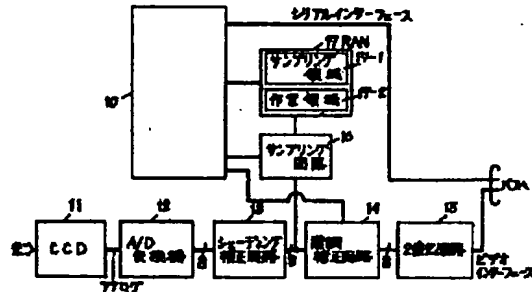 シリアルインターフェース
17 RAM
サンプリング
領域
17-1
作業領域
17-2
10
サンプリング
回路
16
11
12
13
14
15
CCD
A/D
変換器
シェーディング
補正回路
階調
補正回路
2値化回路
アナログ
8
8
8
ビデオ
インターフェース